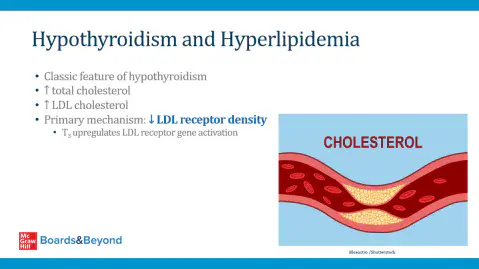 Hypothyroidism and Hyperlipidemia
• Classic feature of hypothyroidism
• ↑ total cholesterol
• ↑ LDL cholesterol
• Primary mechanism: ↓ LDL receptor density
• T₃ upregulates LDL receptor gene activation
CHOLESTEROL
Mc
Graw
Hill
Boards&Beyond